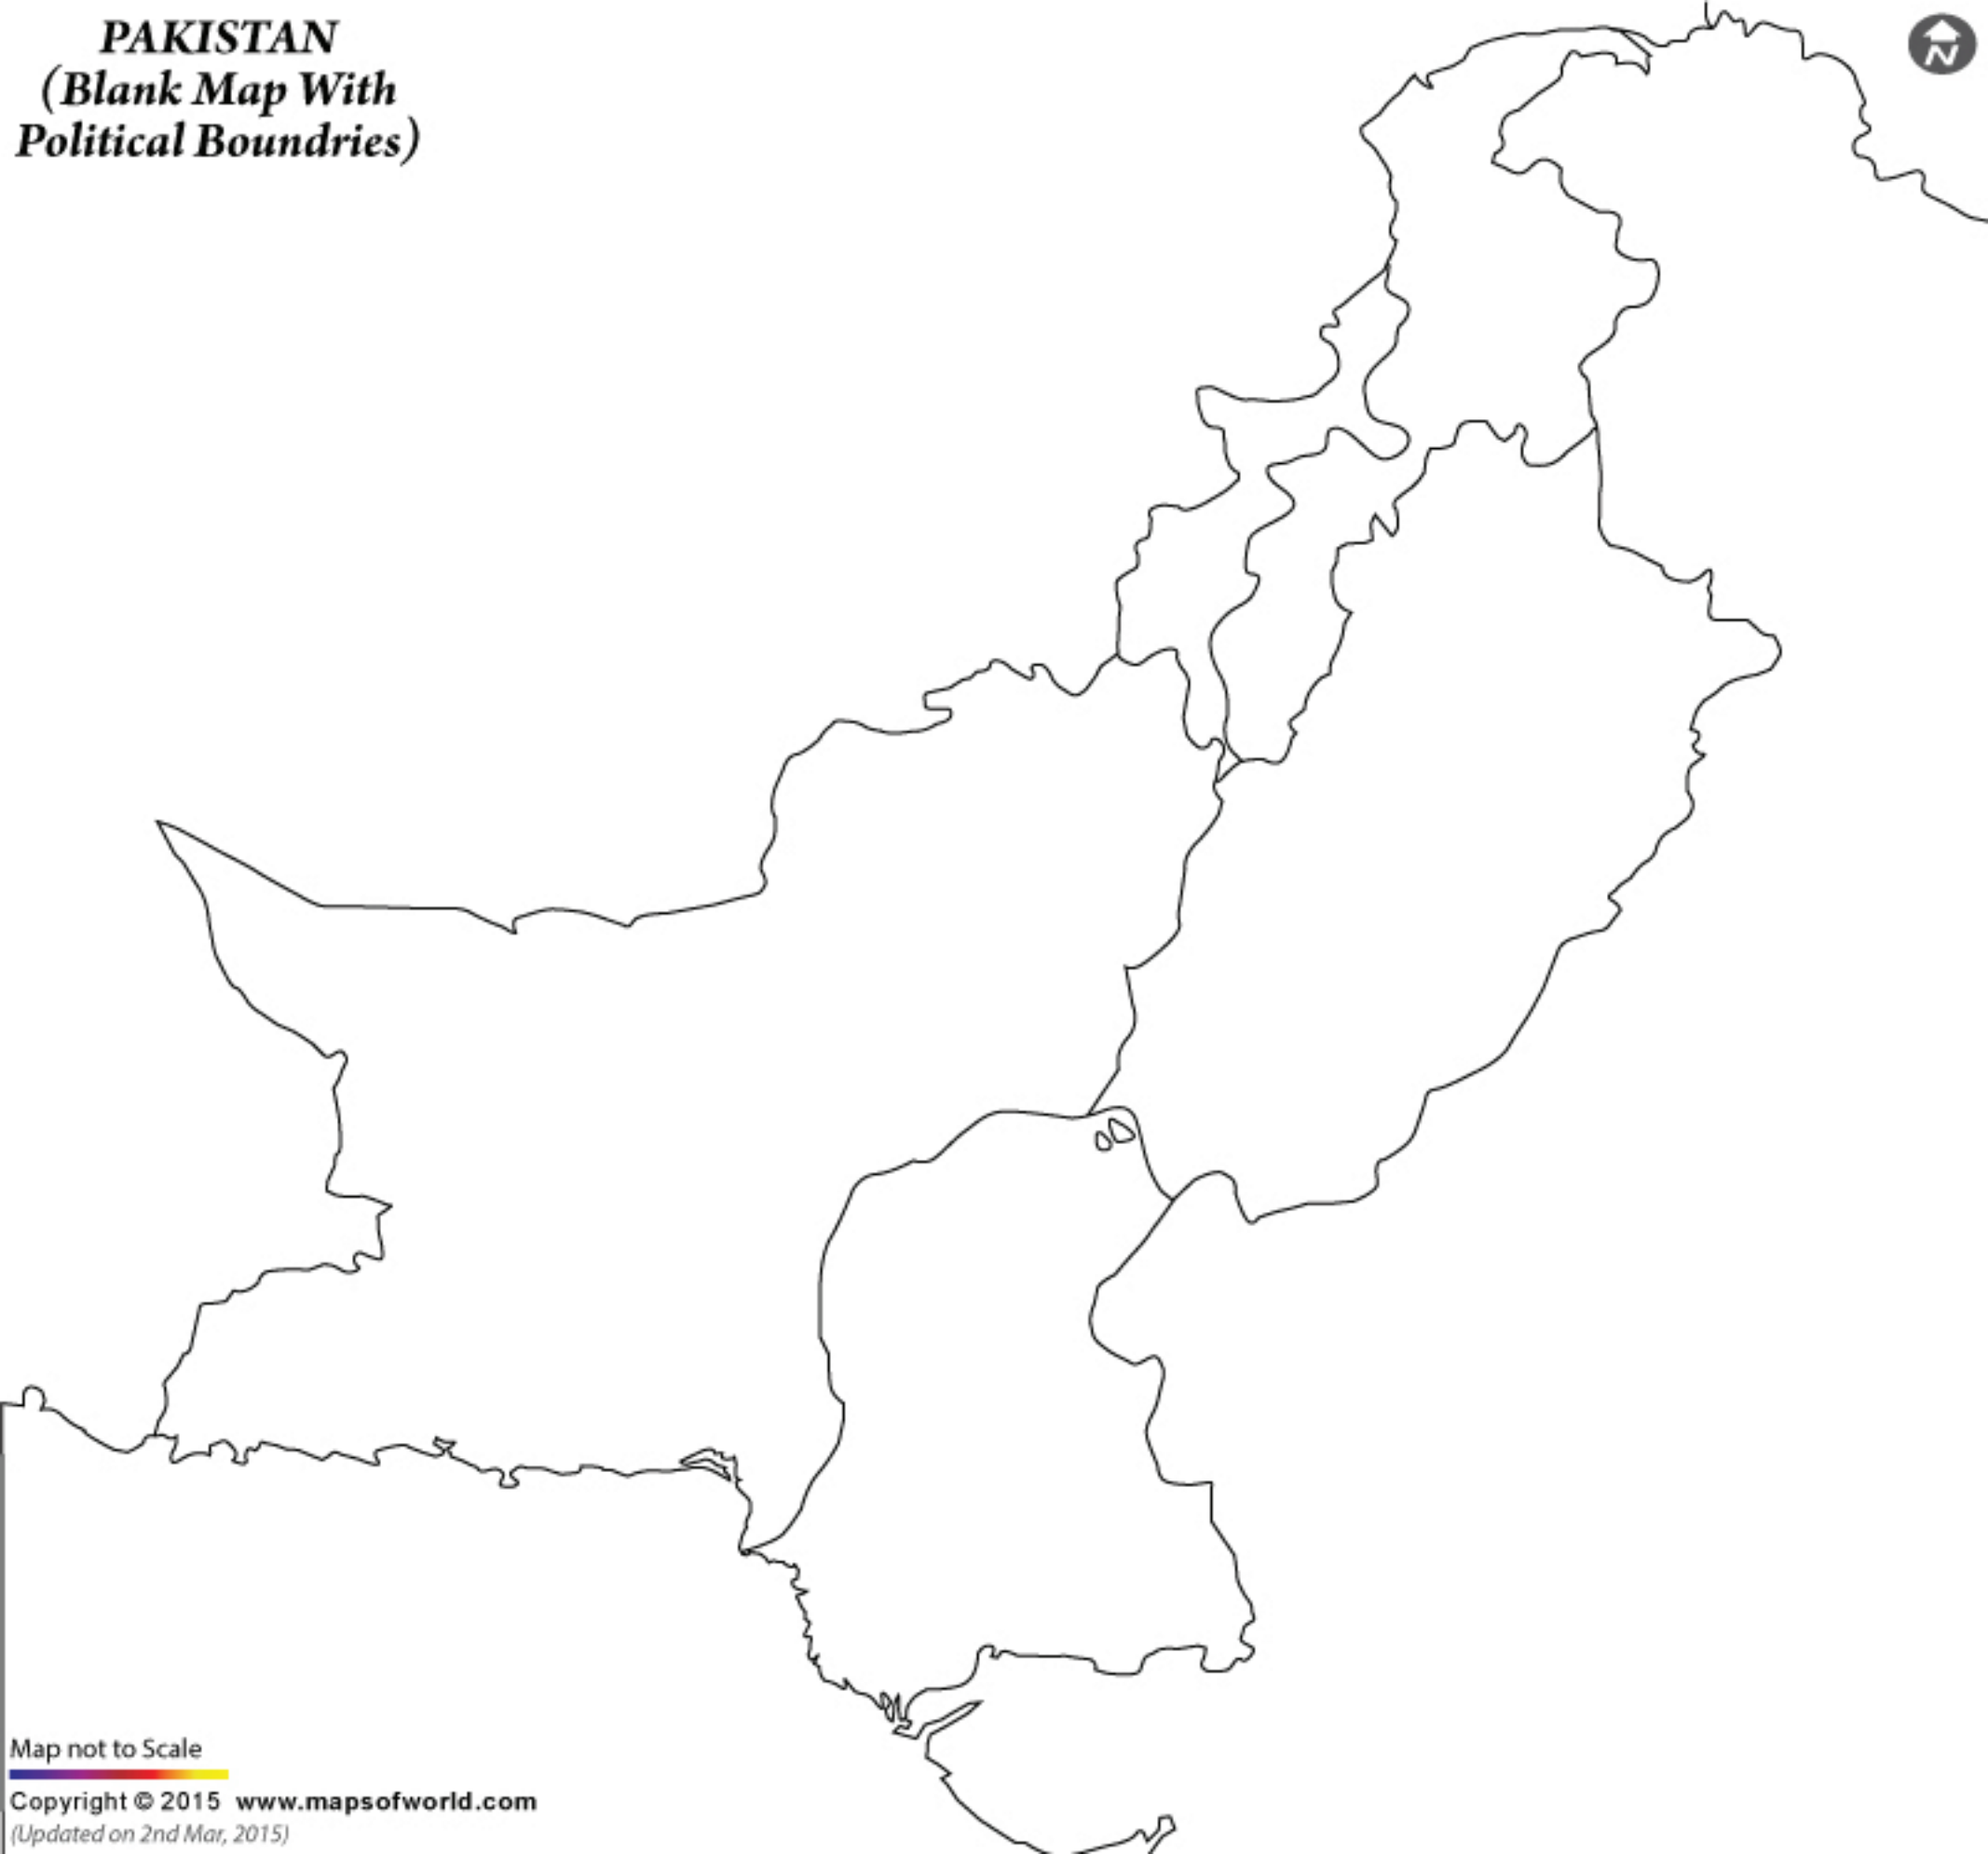 PAKISTAN
(Blank Map With
Political Boundries)
N
Map not to Scale
Copyright © 2015 www.mapsofworld.com
(Updated on 2nd Mar, 2015)